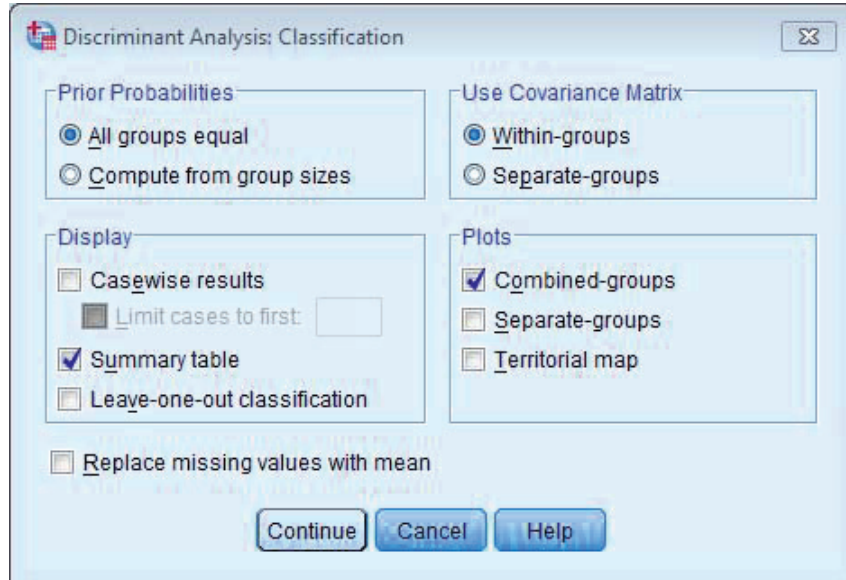 Discriminant Analysis: Classification
Prior Probabilities
All groups equal
Compute from group sizes
Use Covariance Matrix
Within-groups
Separate-groups
Display
Casewise results
Limit cases to first:
Summary table
Leave-one-out classification
Plots
Combined-groups
Separate-groups
Territorial map
Replace missing values with mean
Continue Cancel Help